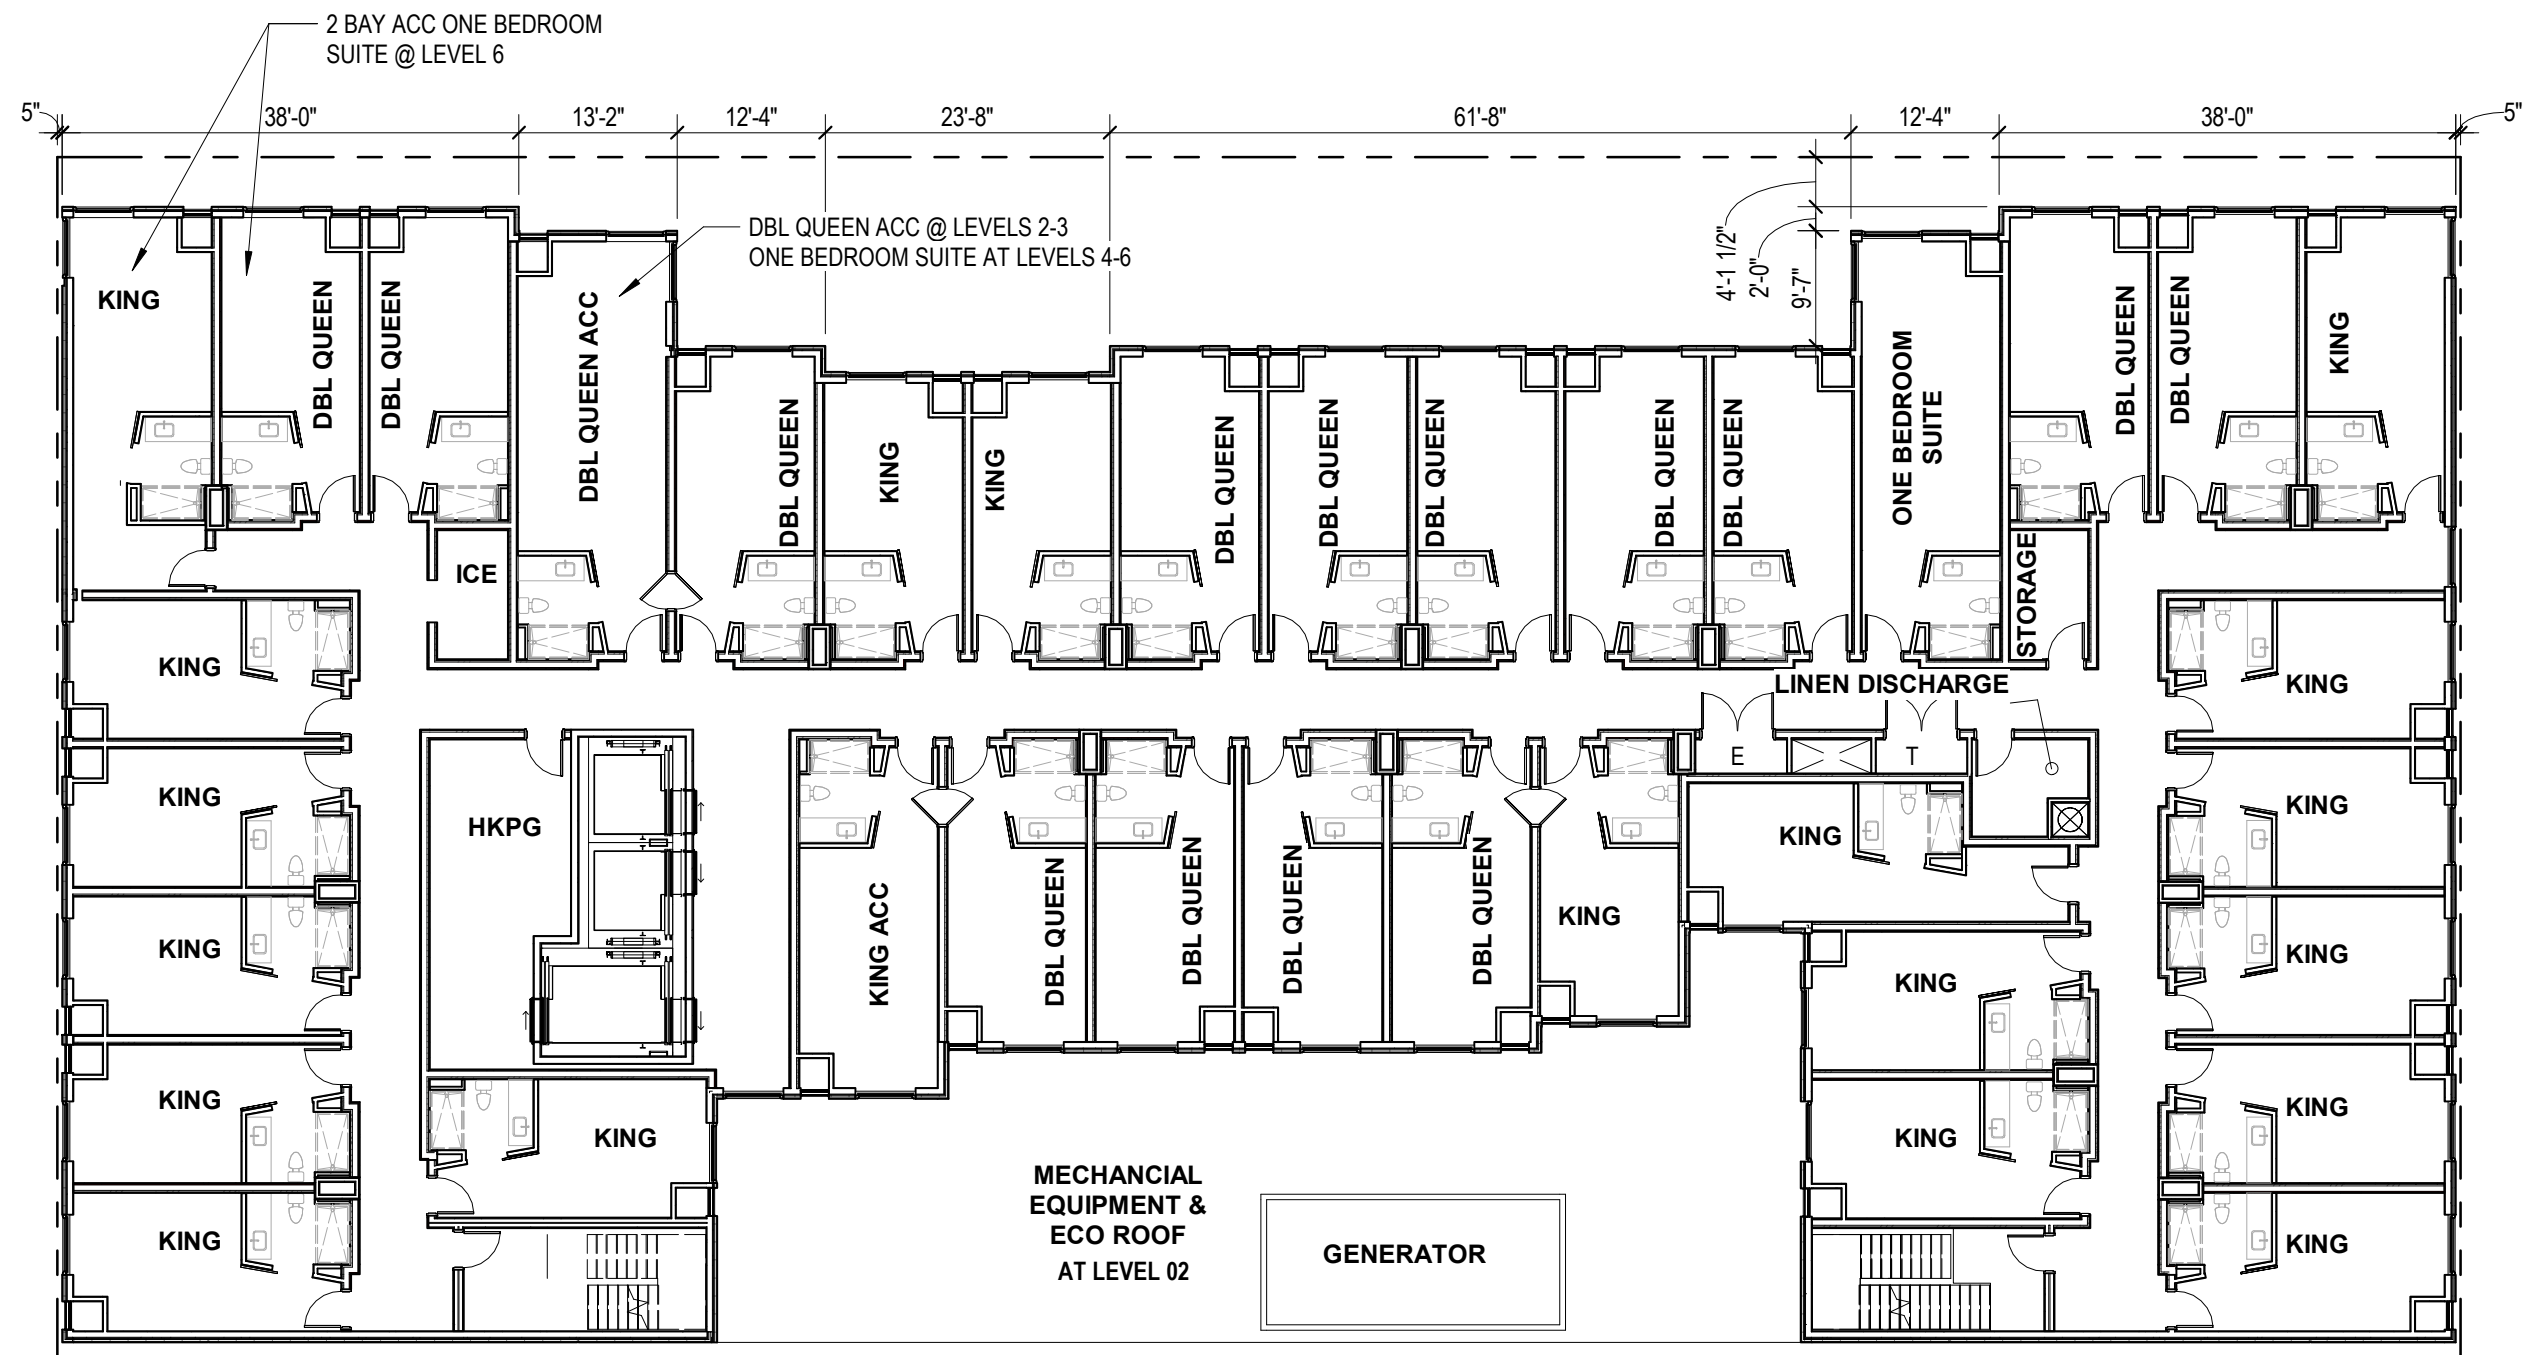 2 BAY ACC ONE BEDROOM
SUITE @ LEVEL 6
5"
38'-0"
13'-2"
12'-4"
23'-8"
61'-8"
12'-4"
38'-0"
5"
DBL QUEEN ACC @ LEVELS 2-3
ONE BEDROOM SUITE AT LEVELS 4-6
4'-1 1/2"
2'-0"
9'-7"
KING
DBL QUEEN
DBL QUEEN
DBL QUEEN ACC
DBL QUEEN
KING
KING
DBL QUEEN
DBL QUEEN
DBL QUEEN
DBL QUEEN
DBL QUEEN
ONE BEDROOM
SUITE
DBL QUEEN
DBL QUEEN
KING
ICE
STORAGE
LINEN DISCHARGE
KING
KING
KING
KING
KING
HKPG
KING
KING ACC
DBL QUEEN
DBL QUEEN
DBL QUEEN
DBL QUEEN
KING
E
T
KING
KING
KING
KING
KING
KING
KING
KING
MECHANCIAL
EQUIPMENT &
ECO ROOF
AT LEVEL 02
GENERATOR